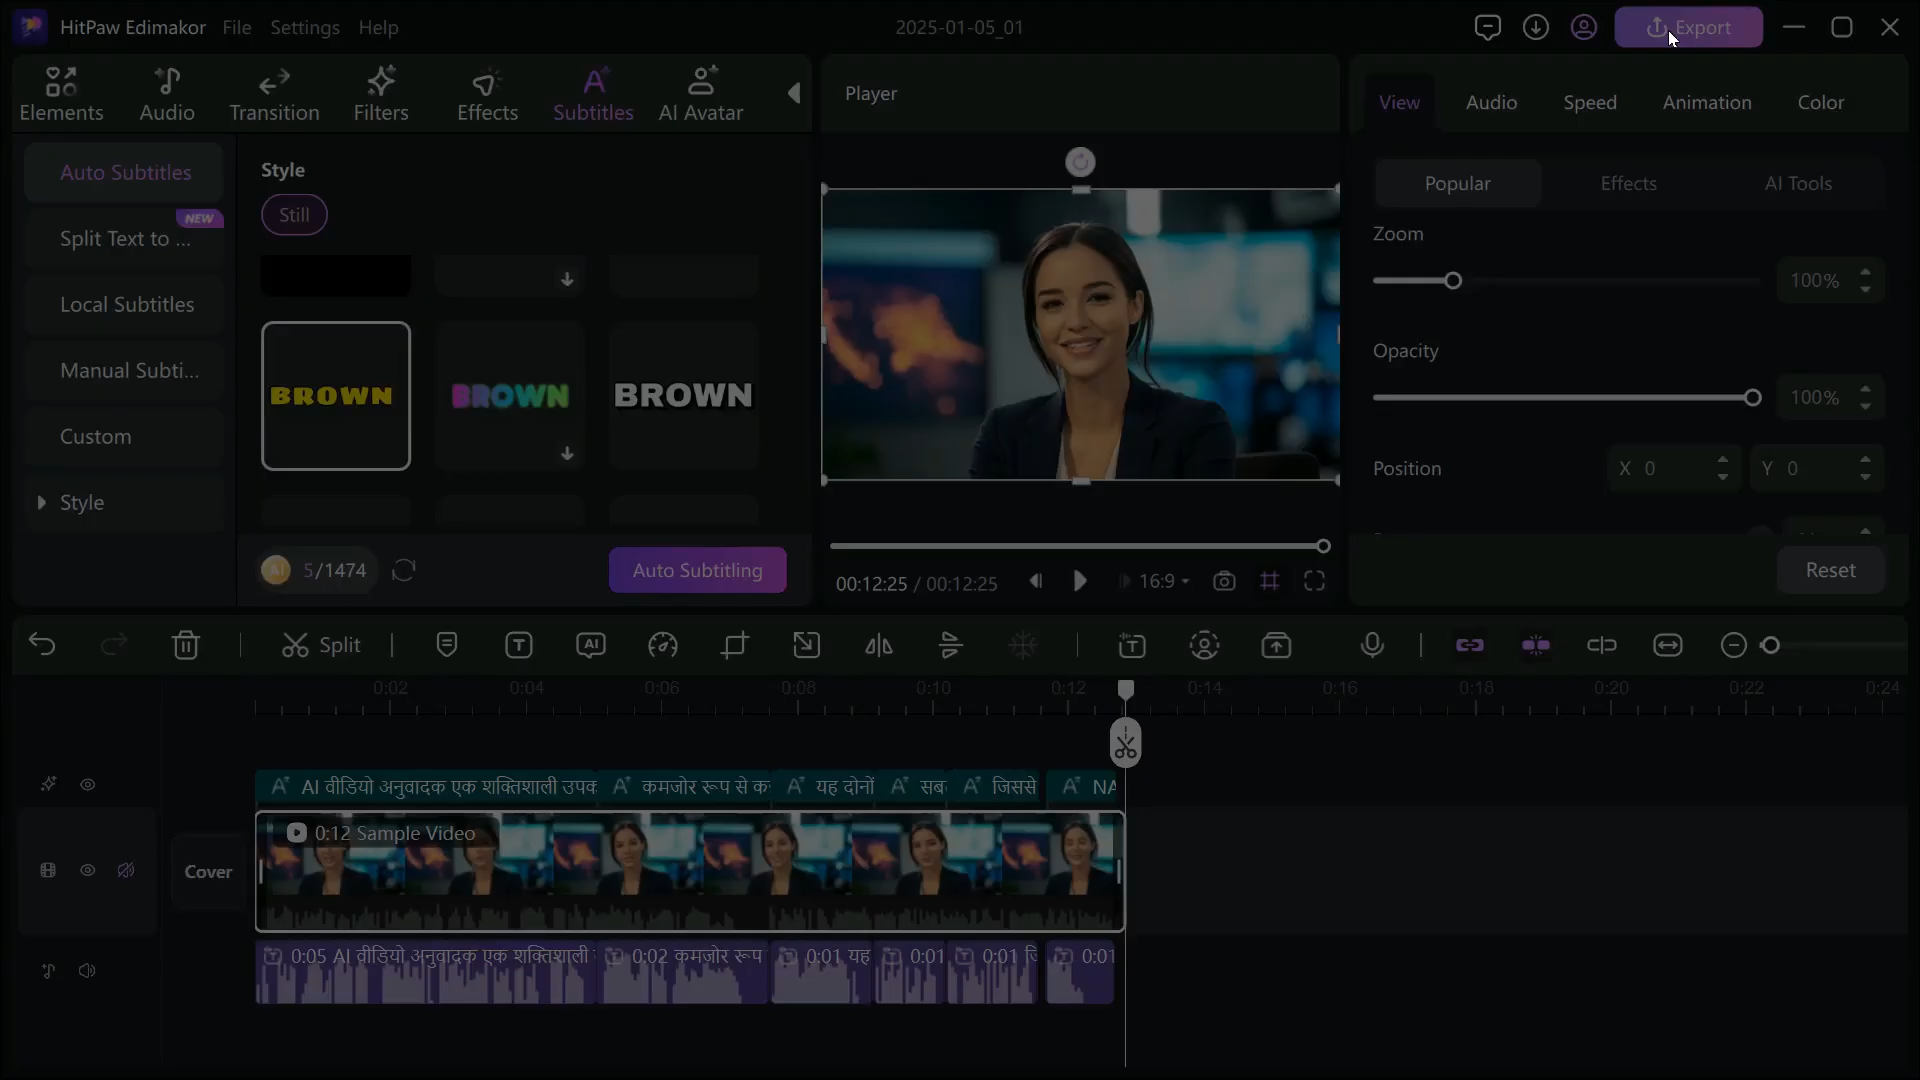 HitPaw Edimakor File Settings Help 2025-01-05_01 Export
Elements Audio Transition Filters Effects Subtitles AI Avatar
Player
View Audio Speed Animation Color
Auto Subtitles
NEW
Split Text to ...
Local Subtitles
Manual Subti...
Custom
Style
Style
Still
BROWN BROWN BROWN
AI 5/1474 Auto Subtitling
00:12:25 / 00:12:25 16:9
Popular Effects AI Tools
Zoom
100%
Opacity
100%
Position X 0 Y 0
Reset
Split
0:02 0:04 0:06 0:08 0:10 0:12 0:14 0:16 0:18 0:20 0:22 0:24
AI वीडियो अनुवादक एक शक्तिशाली उपक कमजोर रूप से क यह दोनों सब जिससे NA
0:12 Sample Video
Cover
0:05 AI वीडियो अनुवादक एक शक्तिशाली 0:02 कमजोर रूप 0:01 यह 0:01 0:01 0:01